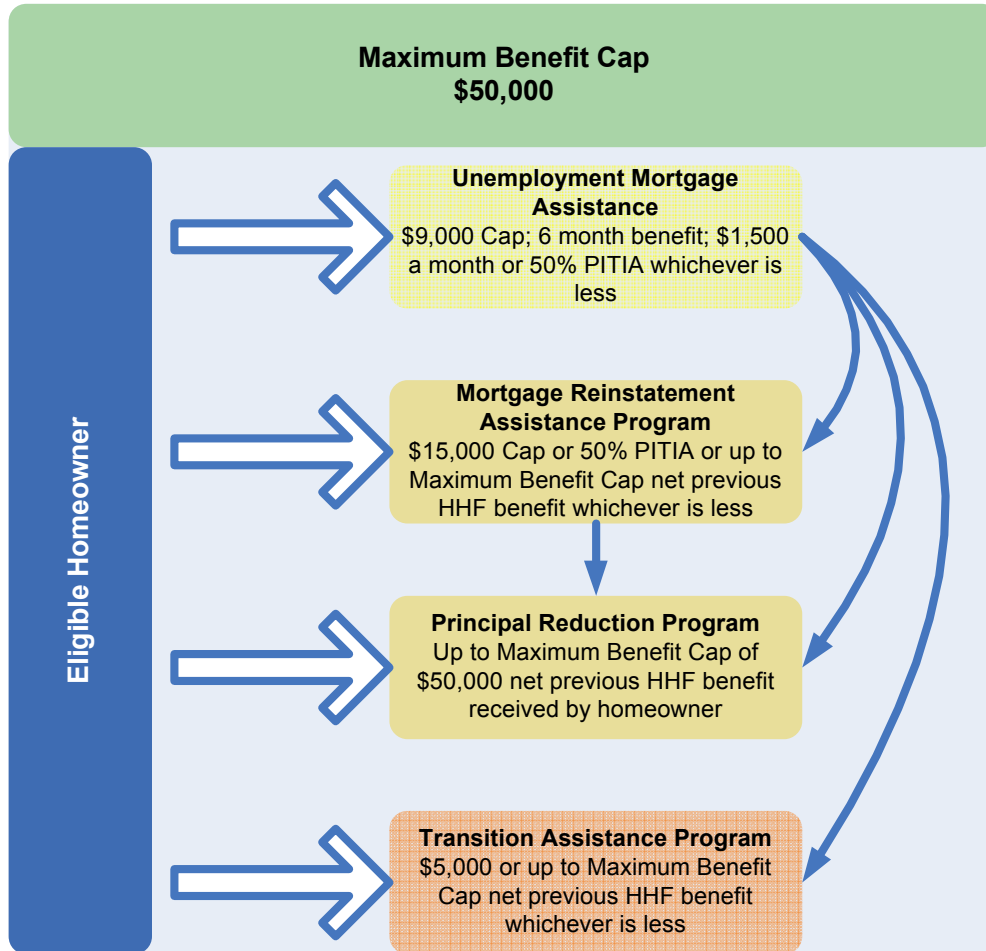 Maximum Benefit Cap
$50,000
Eligible Homeowner
Unemployment Mortgage
Assistance
$9,000 Cap; 6 month benefit; $1,500
a month or 50% PITIA whichever is
less
Mortgage Reinstatement
Assistance Program
$15,000 Cap or 50% PITIA or up to
Maximum Benefit Cap net previous
HHF benefit whichever is less
Principal Reduction Program
Up to Maximum Benefit Cap of
$50,000 net previous HHF benefit
received by homeowner
Transition Assistance Program
$5,000 or up to Maximum Benefit
Cap net previous HHF benefit
whichever is less